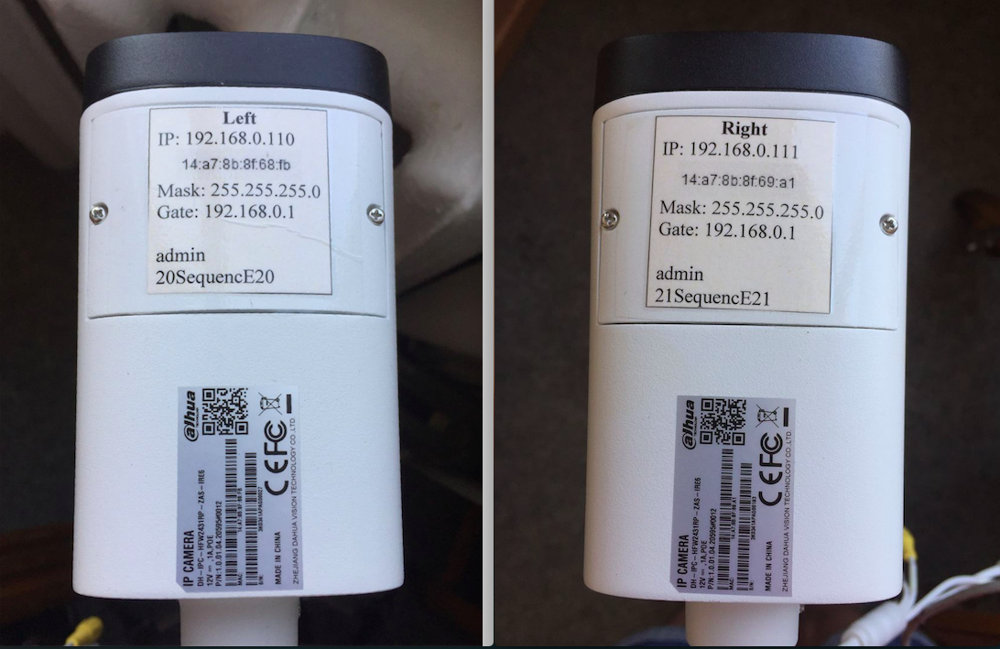 Left
IP: 192.168.0.110
14:a7:8b:8f:68:fb
Mask: 255.255.255.0
Gate: 192.168.0.1
admin
20SequencE20
alhua
IP CAMERA
DH-IPC-HFW2431RP-ZAS-IRE6
12V 1A,POE
P/N:1.0.01.04.20595#0012
MAC:
S/N:
CE FC
MADE IN CHINA
ZHEJIANG DAHUA VISION TECHNOLOGY CO.,LTD
Right
IP: 192.168.0.111
14:a7:8b:8f:69:a1
Mask: 255.255.255.0
Gate: 192.168.0.1
admin
21SequencE21
alhua
IP CAMERA
DH-IPC-HFW2431RP-ZAS-IRE6
12V 1A,POE
P/N:1.0.01.04.20595#0012
MAC:
S/N:
CE FC
MADE IN CHINA
ZHEJIANG DAHUA VISION TECHNOLOGY CO.,LTD